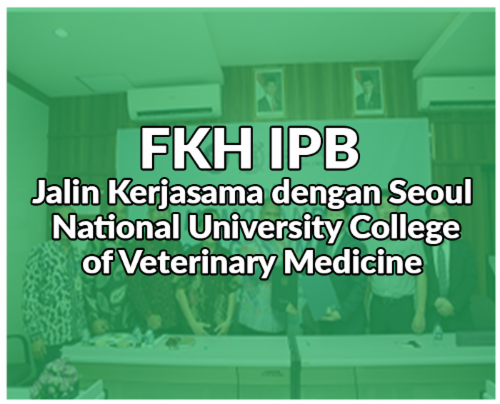 FKH IPB
Jalin Kerjasama dengan Seoul
National University College
of Veterinary Medicine